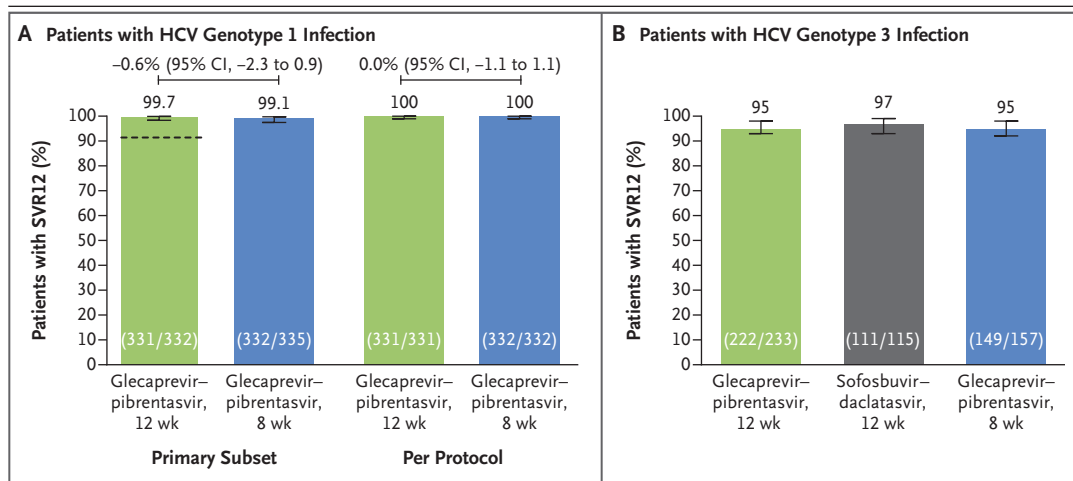 A Patients with HCV Genotype 1 Infection
–0.6% (95% CI, –2.3 to 0.9)
0.0% (95% CI, –1.1 to 1.1)
99.7
99.1
100
100
Patients with SVR12 (%)
100
90
80
70
60
50
40
30
20
10
0
(331/332)
(332/335)
(331/331)
(332/332)
Glecaprevir–
pibrentasvir,
12 wk
Glecaprevir–
pibrentasvir,
8 wk
Glecaprevir–
pibrentasvir,
12 wk
Glecaprevir–
pibrentasvir,
8 wk
Primary Subset
Per Protocol
B Patients with HCV Genotype 3 Infection
95
97
95
Patients with SVR12 (%)
100
90
80
70
60
50
40
30
20
10
0
(222/233)
(111/115)
(149/157)
Glecaprevir–
pibrentasvir,
12 wk
Sofosbuvir–
daclatasvir,
12 wk
Glecaprevir–
pibrentasvir,
8 wk